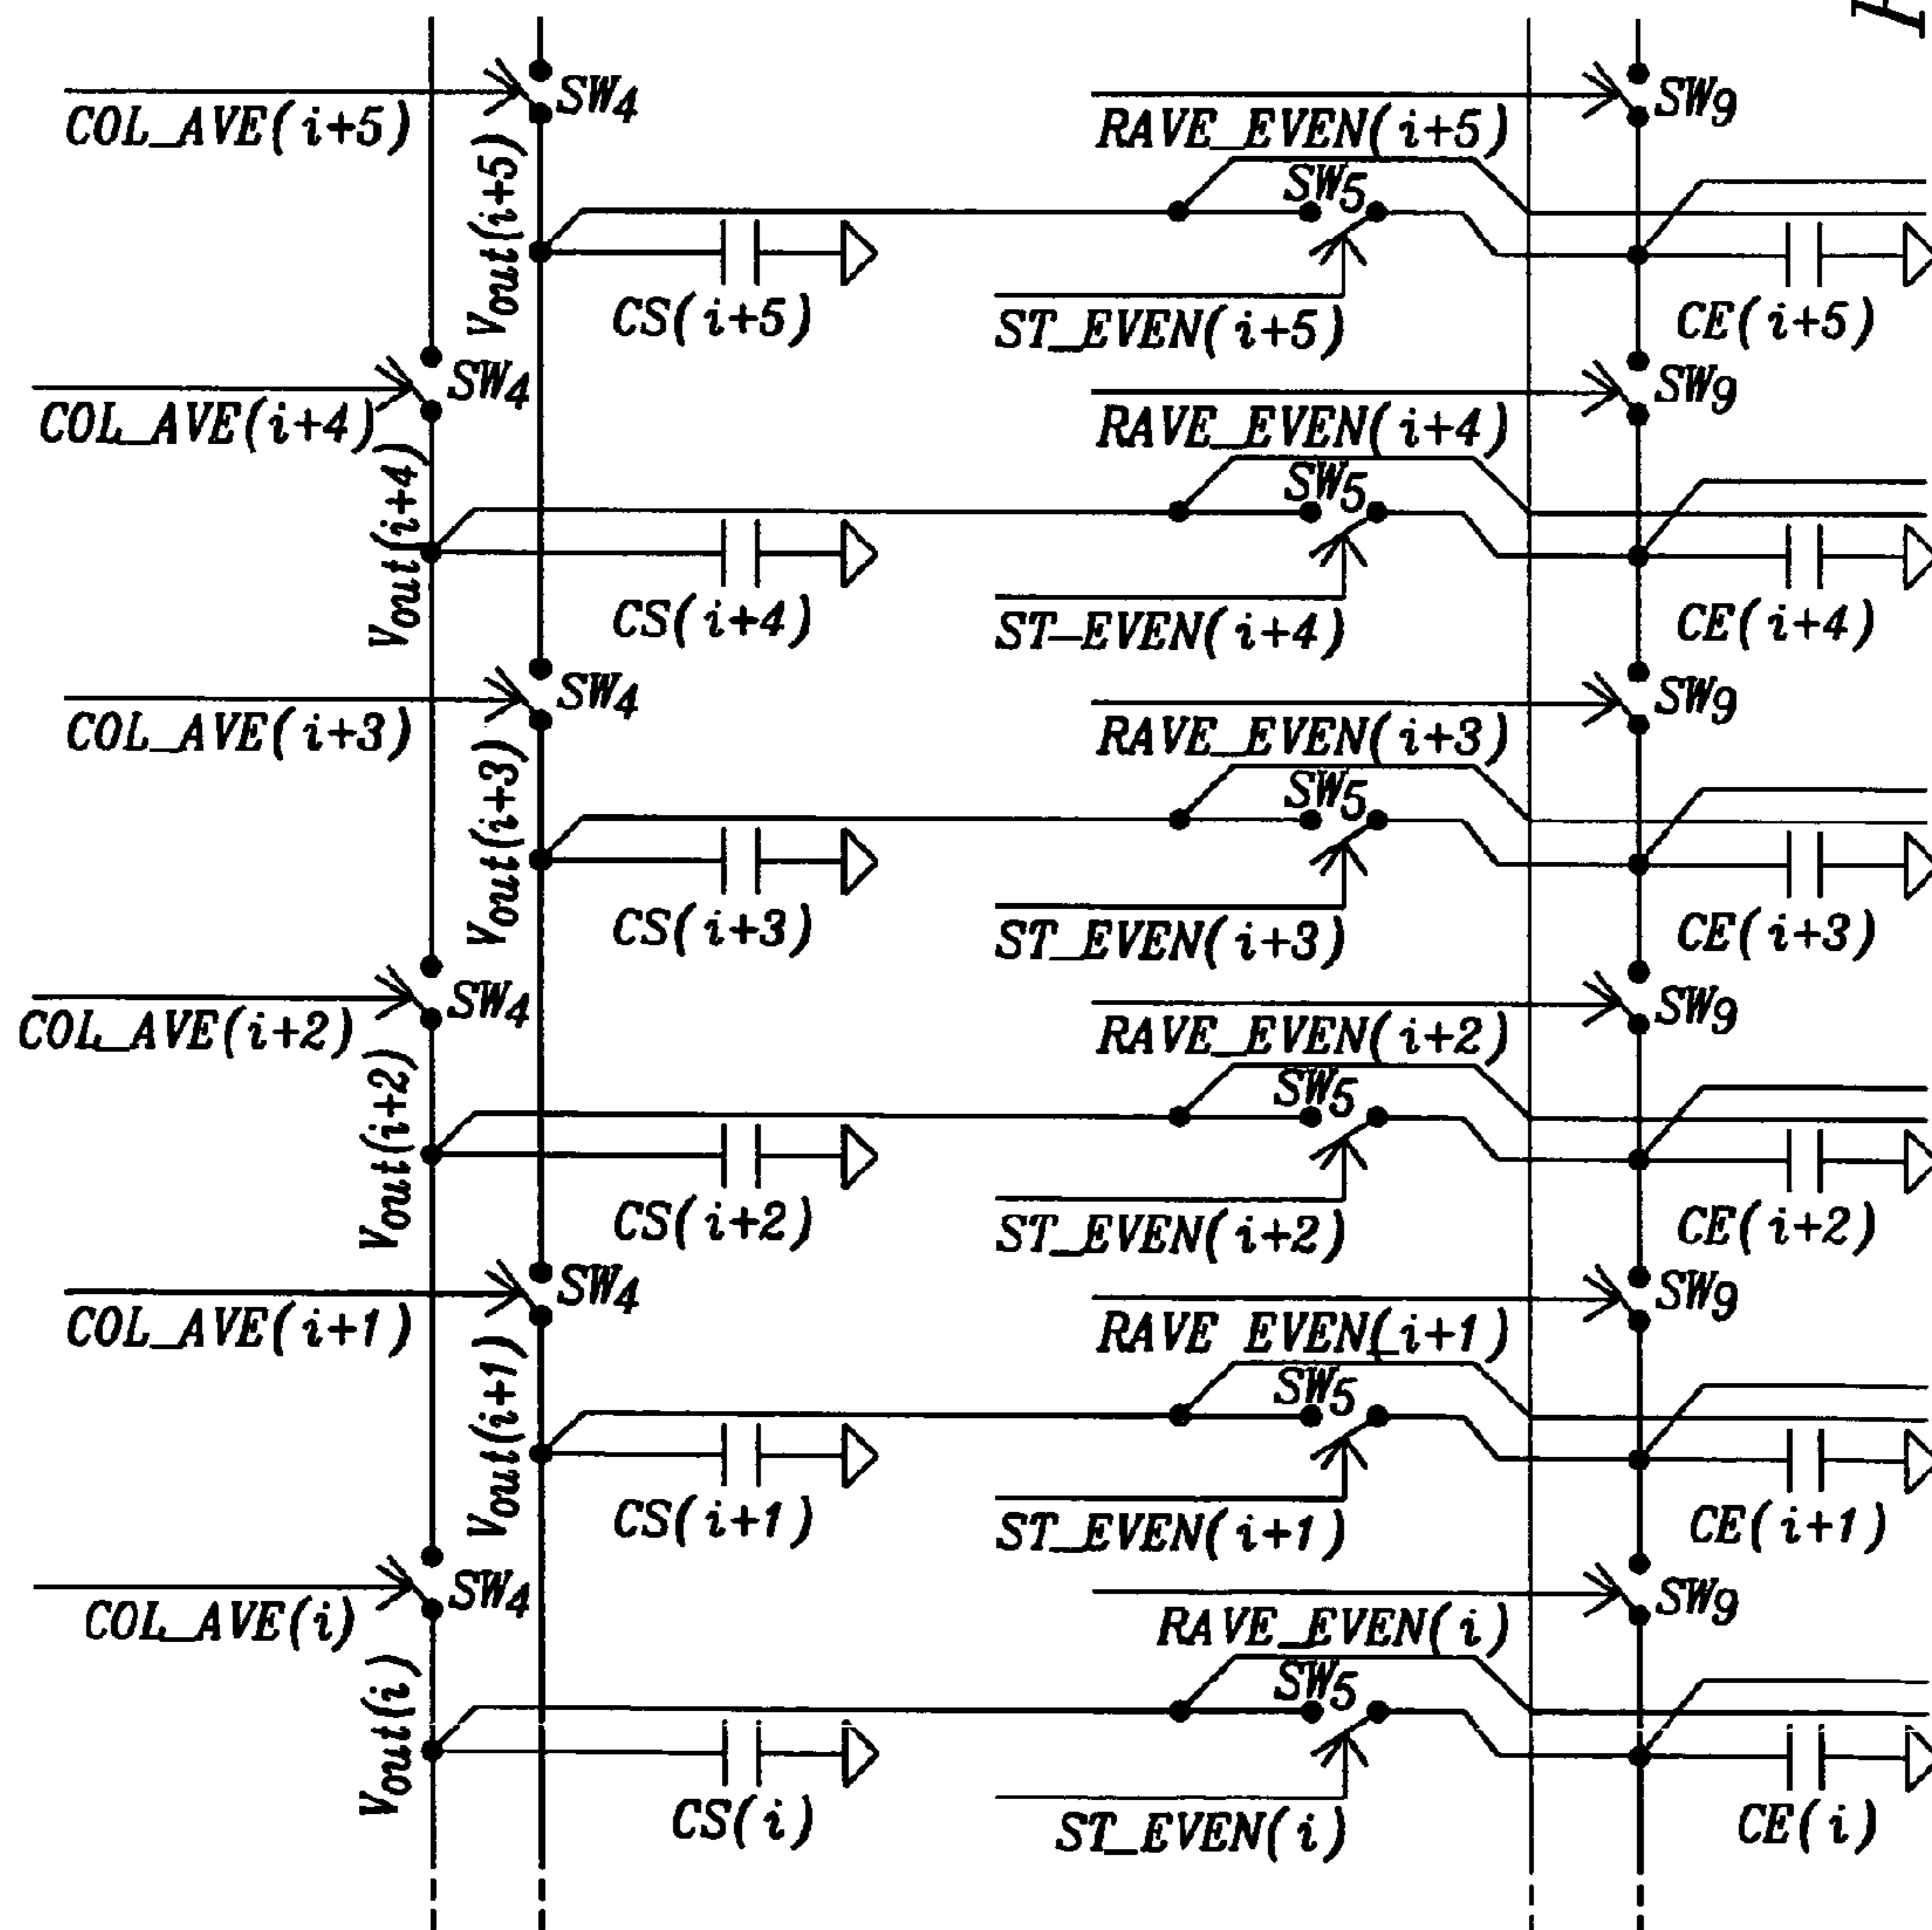 COL_AVE(i+5)
SW4
RAVE_EVEN(i+5)
SW9
Vout(i+5)
SW5
CS(i+5)
ST_EVEN(i+5)
CE(i+5)
COL_AVE(i+4)
SW4
RAVE_EVEN(i+4)
SW9
Vout(i+4)
SW5
CS(i+4)
ST-EVEN(i+4)
CE(i+4)
COL_AVE(i+3)
SW4
RAVE_EVEN(i+3)
SW9
Vout(i+3)
SW5
CS(i+3)
ST_EVEN(i+3)
CE(i+3)
COL_AVE(i+2)
SW4
RAVE_EVEN(i+2)
SW9
Vout(i+2)
SW5
CS(i+2)
ST_EVEN(i+2)
CE(i+2)
COL_AVE(i+1)
SW4
RAVE EVEN(i+1)
SW9
Vout(i+1)
SW5
CS(i+1)
ST_EVEN(i+1)
CE(i+1)
COL_AVE(i)
SW4
RAVE_EVEN(i)
SW9
Vout(i)
SW5
CS(i)
ST_EVEN(i)
CE(i)